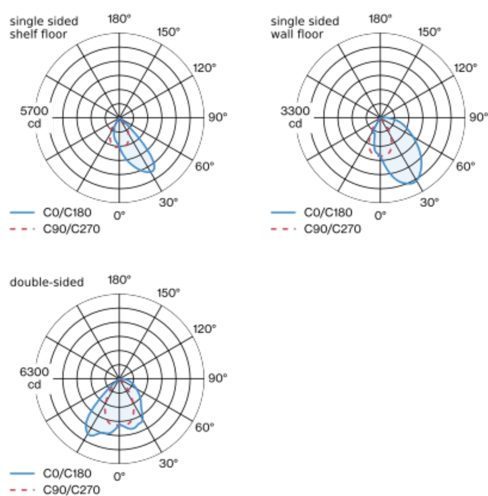 single sided
shelf floor
180°
150°
120°
5700
cd
90°
60°
30°
0°
C0/C180
C90/C270
single sided
wall floor
180°
150°
120°
3300
cd
90°
60°
30°
0°
C0/C180
C90/C270
double-sided
180°
150°
120°
6300
cd
90°
60°
30°
0°
C0/C180
C90/C270